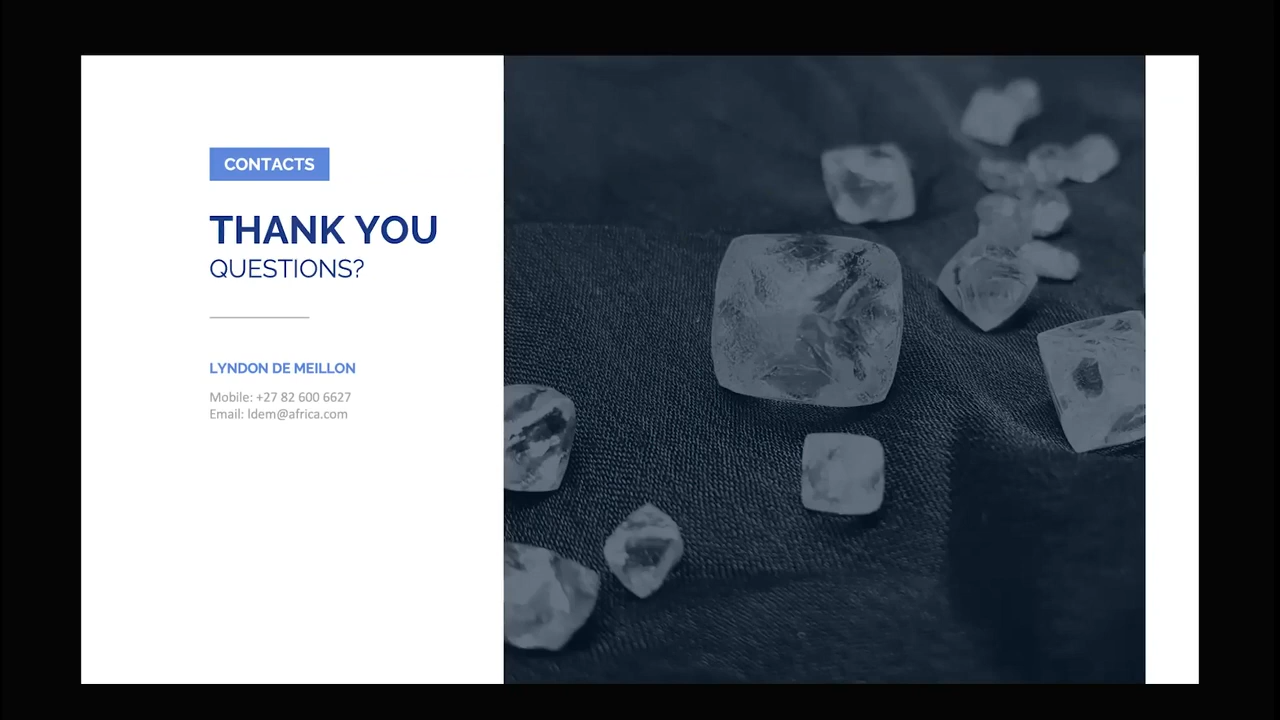 CONTACTS
THANK YOU
QUESTIONS?
LYNDON DE MEILLON
Mobile: +27 82 600 6627
Email: ldem@africa.com